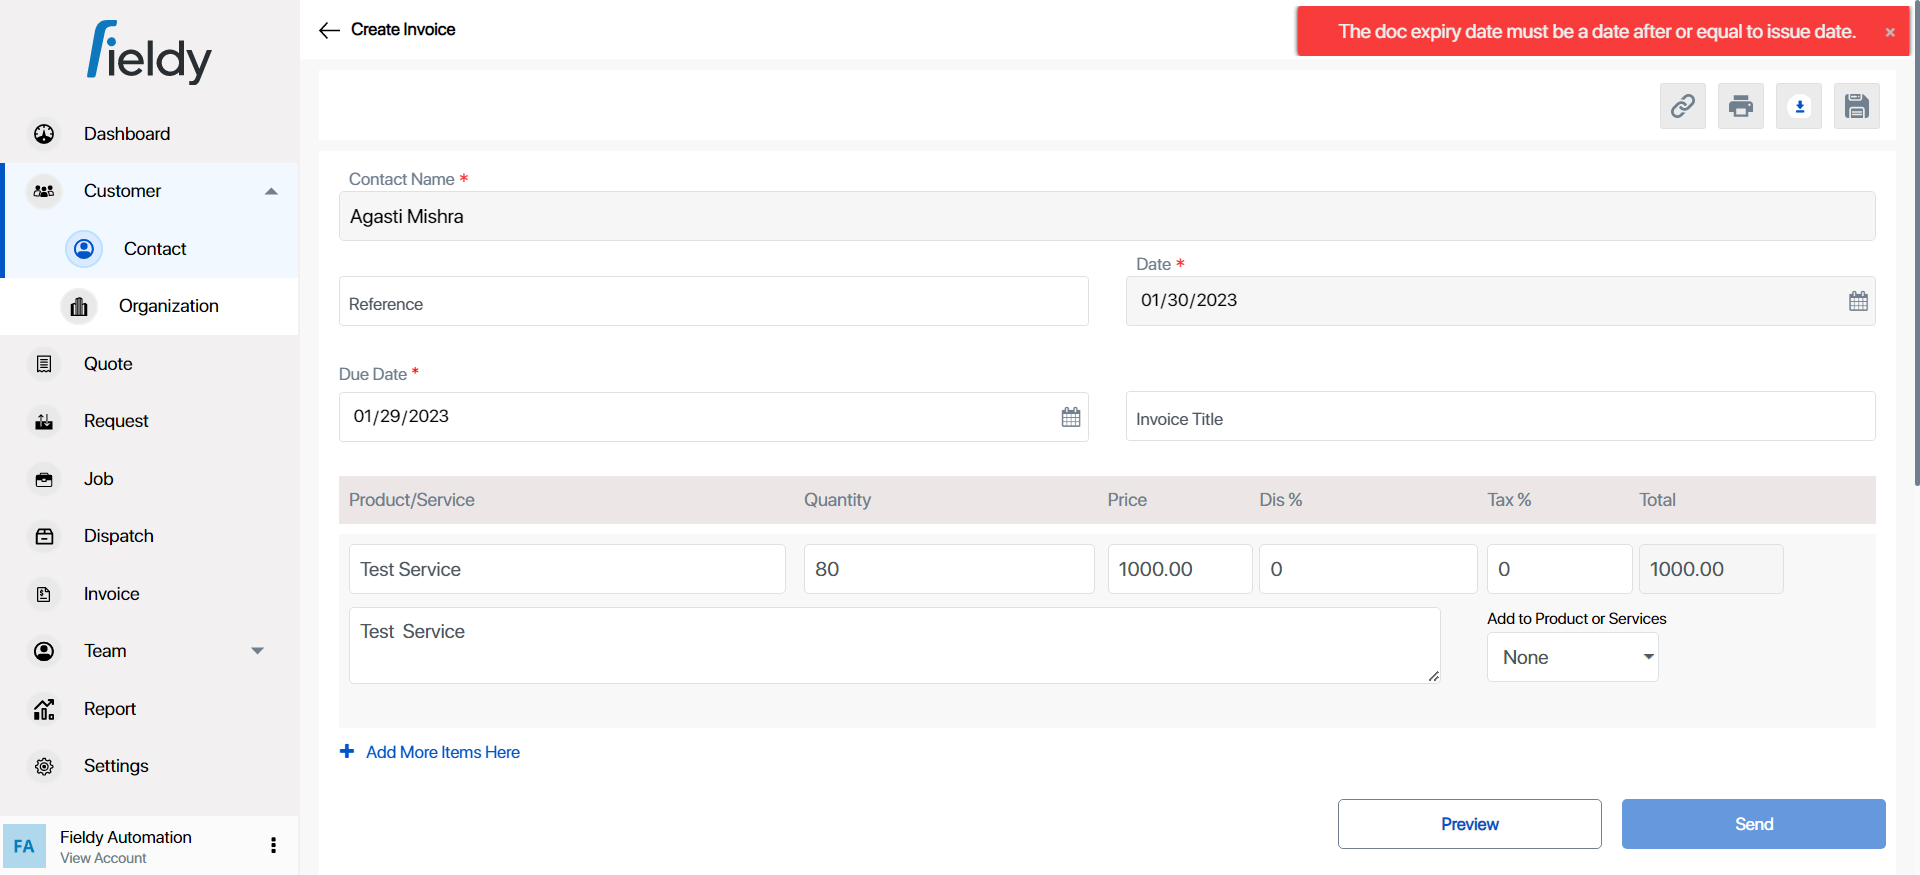 fieldy
Dashboard
Customer
Contact
Organization
Quote
Request
Job
Dispatch
Invoice
Team
Report
Settings
FA
Fieldy Automation
View Account
Create Invoice
The doc expiry date must be a date after or equal to issue date. ×
Contact Name *
Agasti Mishra
Reference
Date *
01/30/2023
Due Date *
01/29/2023
Invoice Title
Product/Service Quantity Price Dis % Tax % Total
Test Service 80 1000.00 0 0 1000.00
Test  Service
Add to Product or Services
None
+ Add More Items Here
Preview
Send